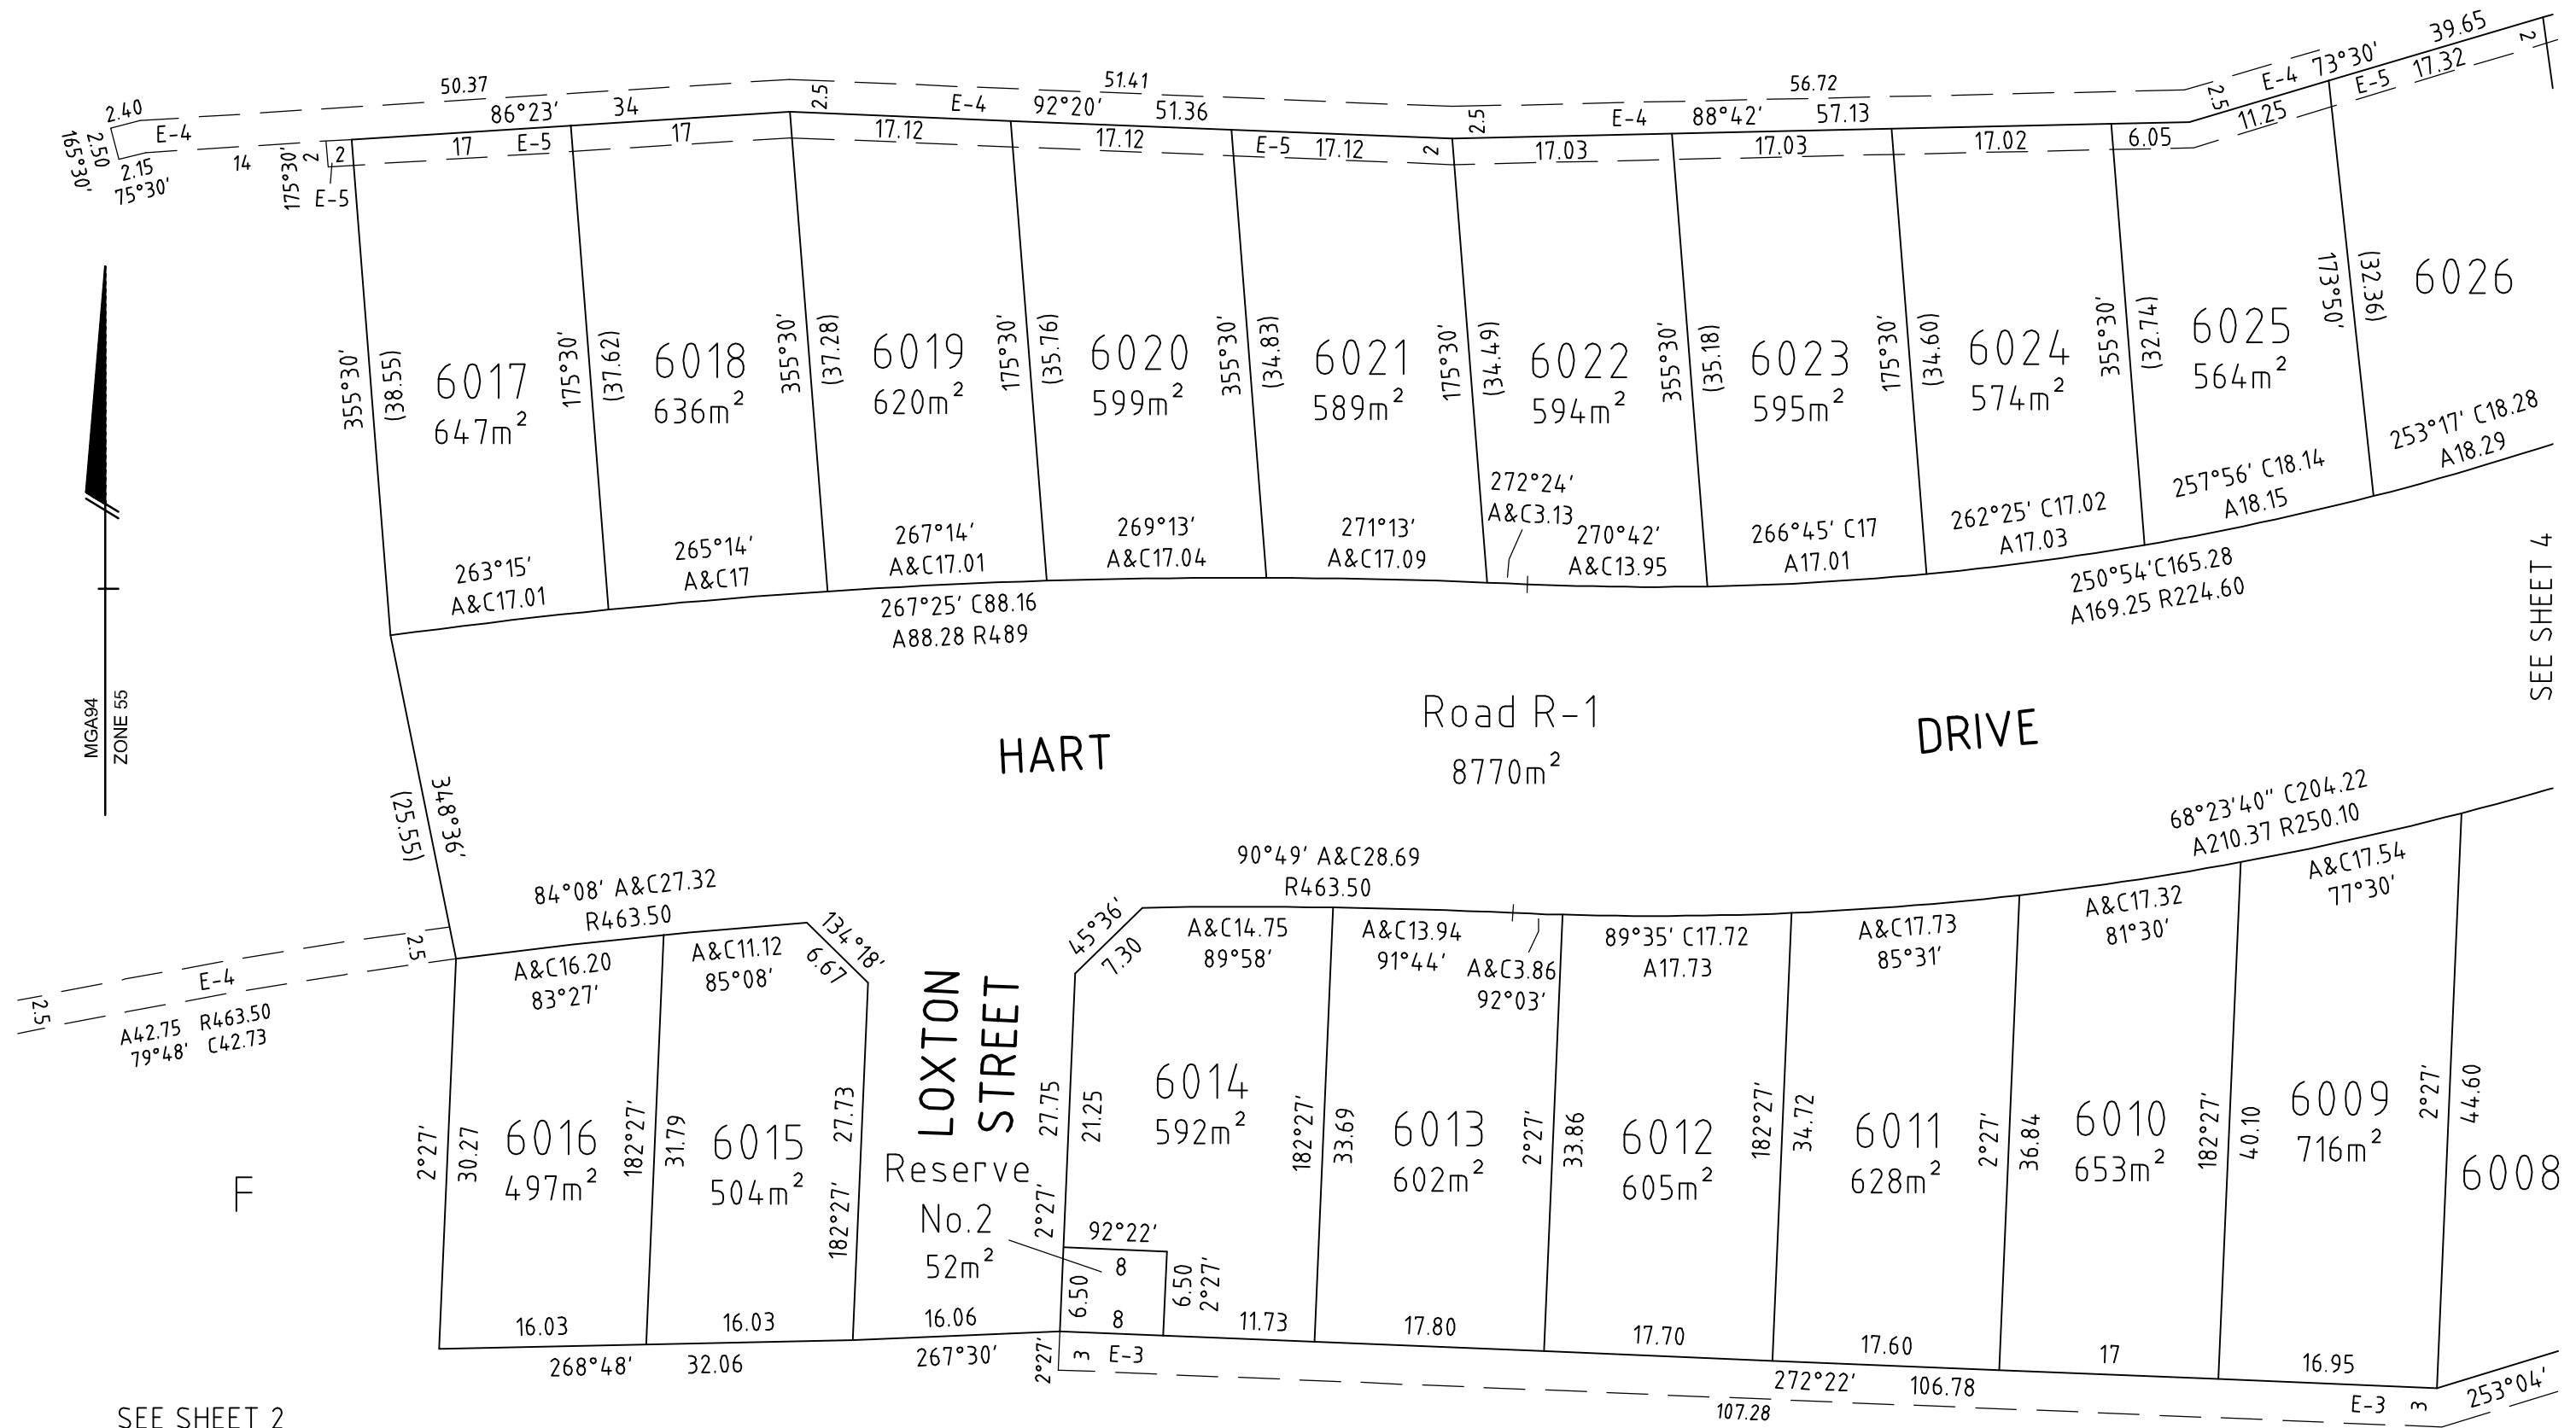 39.65
50.37
51.41
56.72
E-4 73°30'
2
E-5 17.32
2.40
E-4
86°23' 34
2.5
E-4 92°20' 51.36
2.5
E-4 88°42' 57.13
2.5
11.25
165°30'
2.50
2.15
75°30'
14
175°30'
2
2
E-5
17
E-5
17
17.12
17.12
E-5
17.12
2
17.03
17.03
17.02
6.05
355°30'
(38.55)
6017
647m²
175°30'
(37.62)
6018
636m²
355°30'
(37.28)
6019
620m²
175°30'
(35.76)
6020
599m²
355°30'
(34.83)
6021
589m²
175°30'
(34.49)
6022
594m²
355°30'
(35.18)
6023
595m²
175°30'
(34.60)
6024
574m²
355°30'
(32.74)
6025
564m²
173°50'
(32.36)
6026
263°15'
A&C17.01
265°14'
A&C17
267°14'
A&C17.01
269°13'
A&C17.04
271°13'
A&C17.09
272°24'
A&C3.13
270°42'
A&C13.95
266°45' C17
A17.01
262°25' C17.02
A17.03
257°56' C18.14
A18.15
253°17' C18.28
A18.29
267°25' C88.16
A88.28 R489
250°54'C165.28
A169.25 R224.60
SEE SHEET 4
MGA94
ZONE 55
HART
Road R-1
8770m²
DRIVE
348°36'
(25.55)
84°08' A&C27.32
R463.50
90°49' A&C28.69
R463.50
68°23'40" C204.22
A210.37 R250.10
2.5
E-4
2.5
A42.75 R463.50
79°48' C42.73
A&C16.20
83°27'
A&C11.12
85°08'
134°18'
6.67
45°36'
7.30
A&C14.75
89°58'
A&C13.94
91°44'
A&C3.86
92°03'
89°35' C17.72
A17.73
A&C17.73
85°31'
A&C17.32
81°30'
A&C17.54
77°30'
F
2°27'
30.27
6016
497m²
182°27'
31.79
6015
504m²
27.73
182°27'
LOXTON
STREET
Reserve
No.2
52m²
27.75
2°27'
21.25
6014
592m²
92°22'
8
6.50
8
6.50
2°27'
182°27'
33.69
6013
602m²
2°27'
33.86
6012
605m²
182°27'
34.72
6011
628m²
2°27'
36.84
6010
653m²
182°27'
40.10
6009
716m²
2°27'
44.60
6008
16.03
16.03
16.06
11.73
17.80
17.70
17.60
17
16.95
268°48' 32.06
267°30'
2°27'
3
E-3
272°22' 106.78
107.28
E-3
3
253°04'
SEE SHEET 2